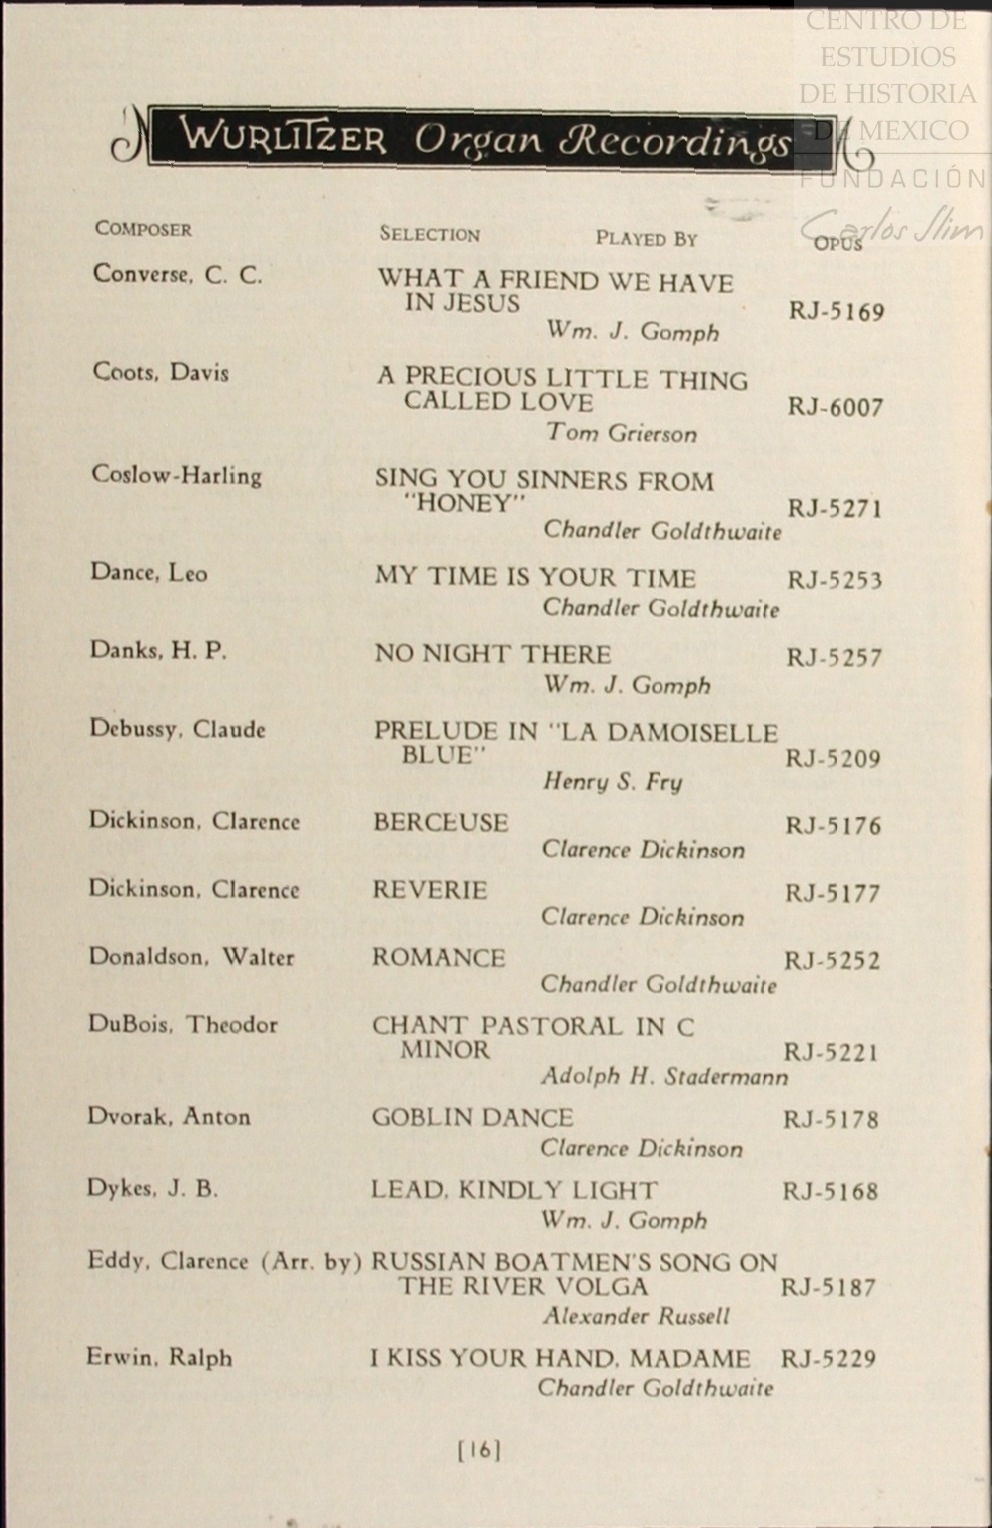 CENTRO DE
ESTUDIOS
DE HISTORIA
DE MEXICO
FUNDACIÓN
Carlos Slim
WURLITZER Organ Recordings
COMPOSER SELECTION PLAYED BY OPUS
Converse, C. C. WHAT A FRIEND WE HAVE
IN JESUS RJ-5169
Wm. J. Gomph
Coots, Davis A PRECIOUS LITTLE THING
CALLED LOVE RJ-6007
Tom Grierson
Coslow-Harling SING YOU SINNERS FROM
"HONEY" RJ-5271
Chandler Goldthwaite
Dance, Leo MY TIME IS YOUR TIME RJ-5253
Chandler Goldthwaite
Danks, H. P. NO NIGHT THERE RJ-5257
Wm. J. Gomph
Debussy, Claude PRELUDE IN "LA DAMOISELLE
BLUE" RJ-5209
Henry S. Fry
Dickinson, Clarence BERCEUSE RJ-5176
Clarence Dickinson
Dickinson, Clarence REVERIE RJ-5177
Clarence Dickinson
Donaldson, Walter ROMANCE RJ-5252
Chandler Goldthwaite
DuBois, Theodor CHANT PASTORAL IN C
MINOR RJ-5221
Adolph H. Stadermann
Dvorak, Anton GOBLIN DANCE RJ-5178
Clarence Dickinson
Dykes, J. B. LEAD, KINDLY LIGHT RJ-5168
Wm. J. Gomph
Eddy, Clarence (Arr. by) RUSSIAN BOATMEN'S SONG ON
THE RIVER VOLGA RJ-5187
Alexander Russell
Erwin, Ralph I KISS YOUR HAND, MADAME RJ-5229
Chandler Goldthwaite
[16]